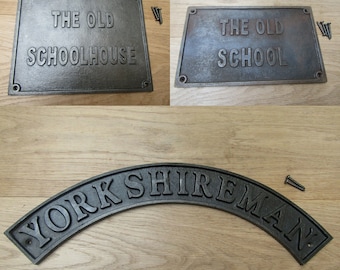 THE OLD
SCHOOLHOUSE
THE OLD
SCHOOL
YORKSHIREMAN